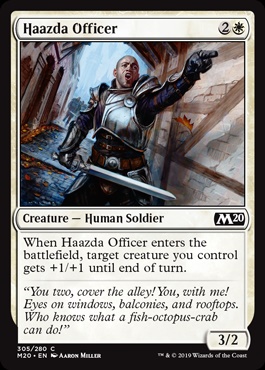 Haazda Officer 2
Creature — Human Soldier M20
When Haazda Officer enters the
battlefield, target creature you control
gets +1/+1 until end of turn.
“You two, cover the alley! You, with me!
Eyes on windows, balconies, and rooftops.
Who knows what a fish-octopus-crab
can do!”
3/2
305/280 C
M20 • EN Aaron Miller ™ & © 2019 Wizards of the Coast